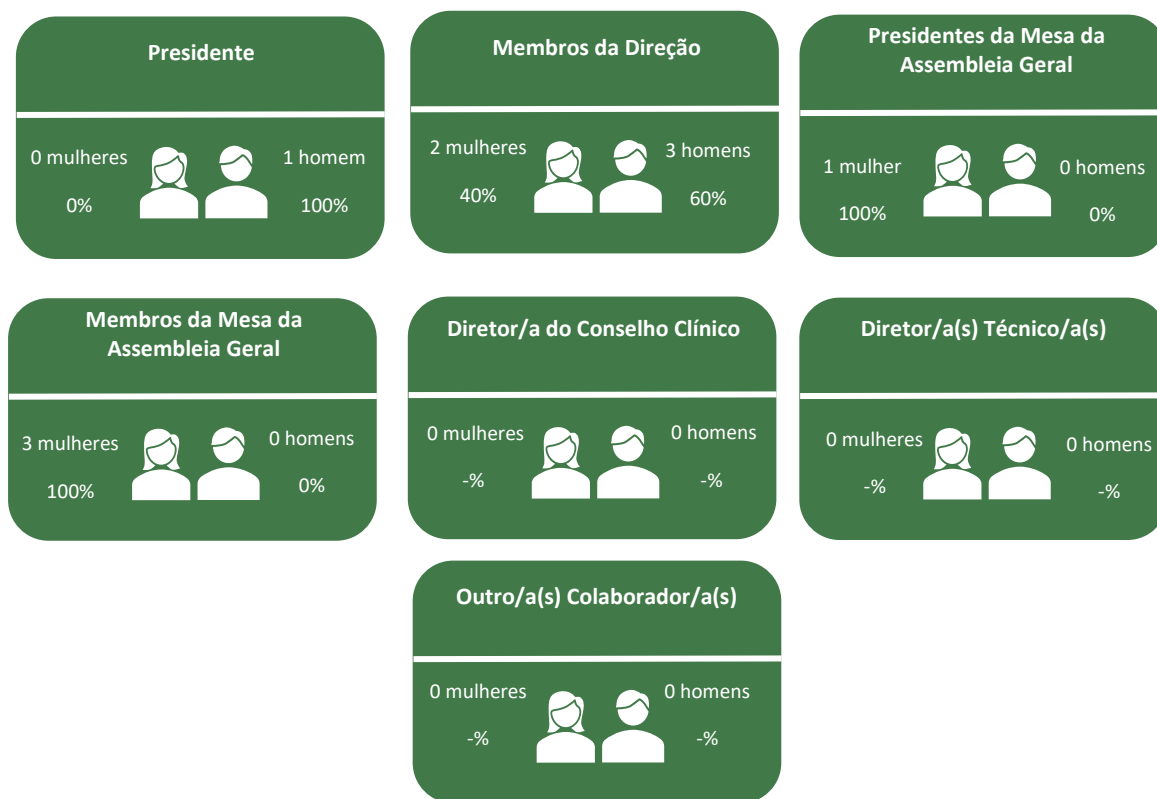 Presidente
0 mulheres
1 homem
0%
100%
Membros da Direção
2 mulheres
3 homens
40%
60%
Presidentes da Mesa da
Assembleia Geral
1 mulher
0 homens
100%
0%
Membros da Mesa da
Assembleia Geral
3 mulheres
0 homens
100%
0%
Diretor/a do Conselho Clínico
0 mulheres
0 homens
-%
-%
Diretor/a(s) Técnico/a(s)
0 mulheres
0 homens
-%
-%
Outro/a(s) Colaborador/a(s)
0 mulheres
0 homens
-%
-%